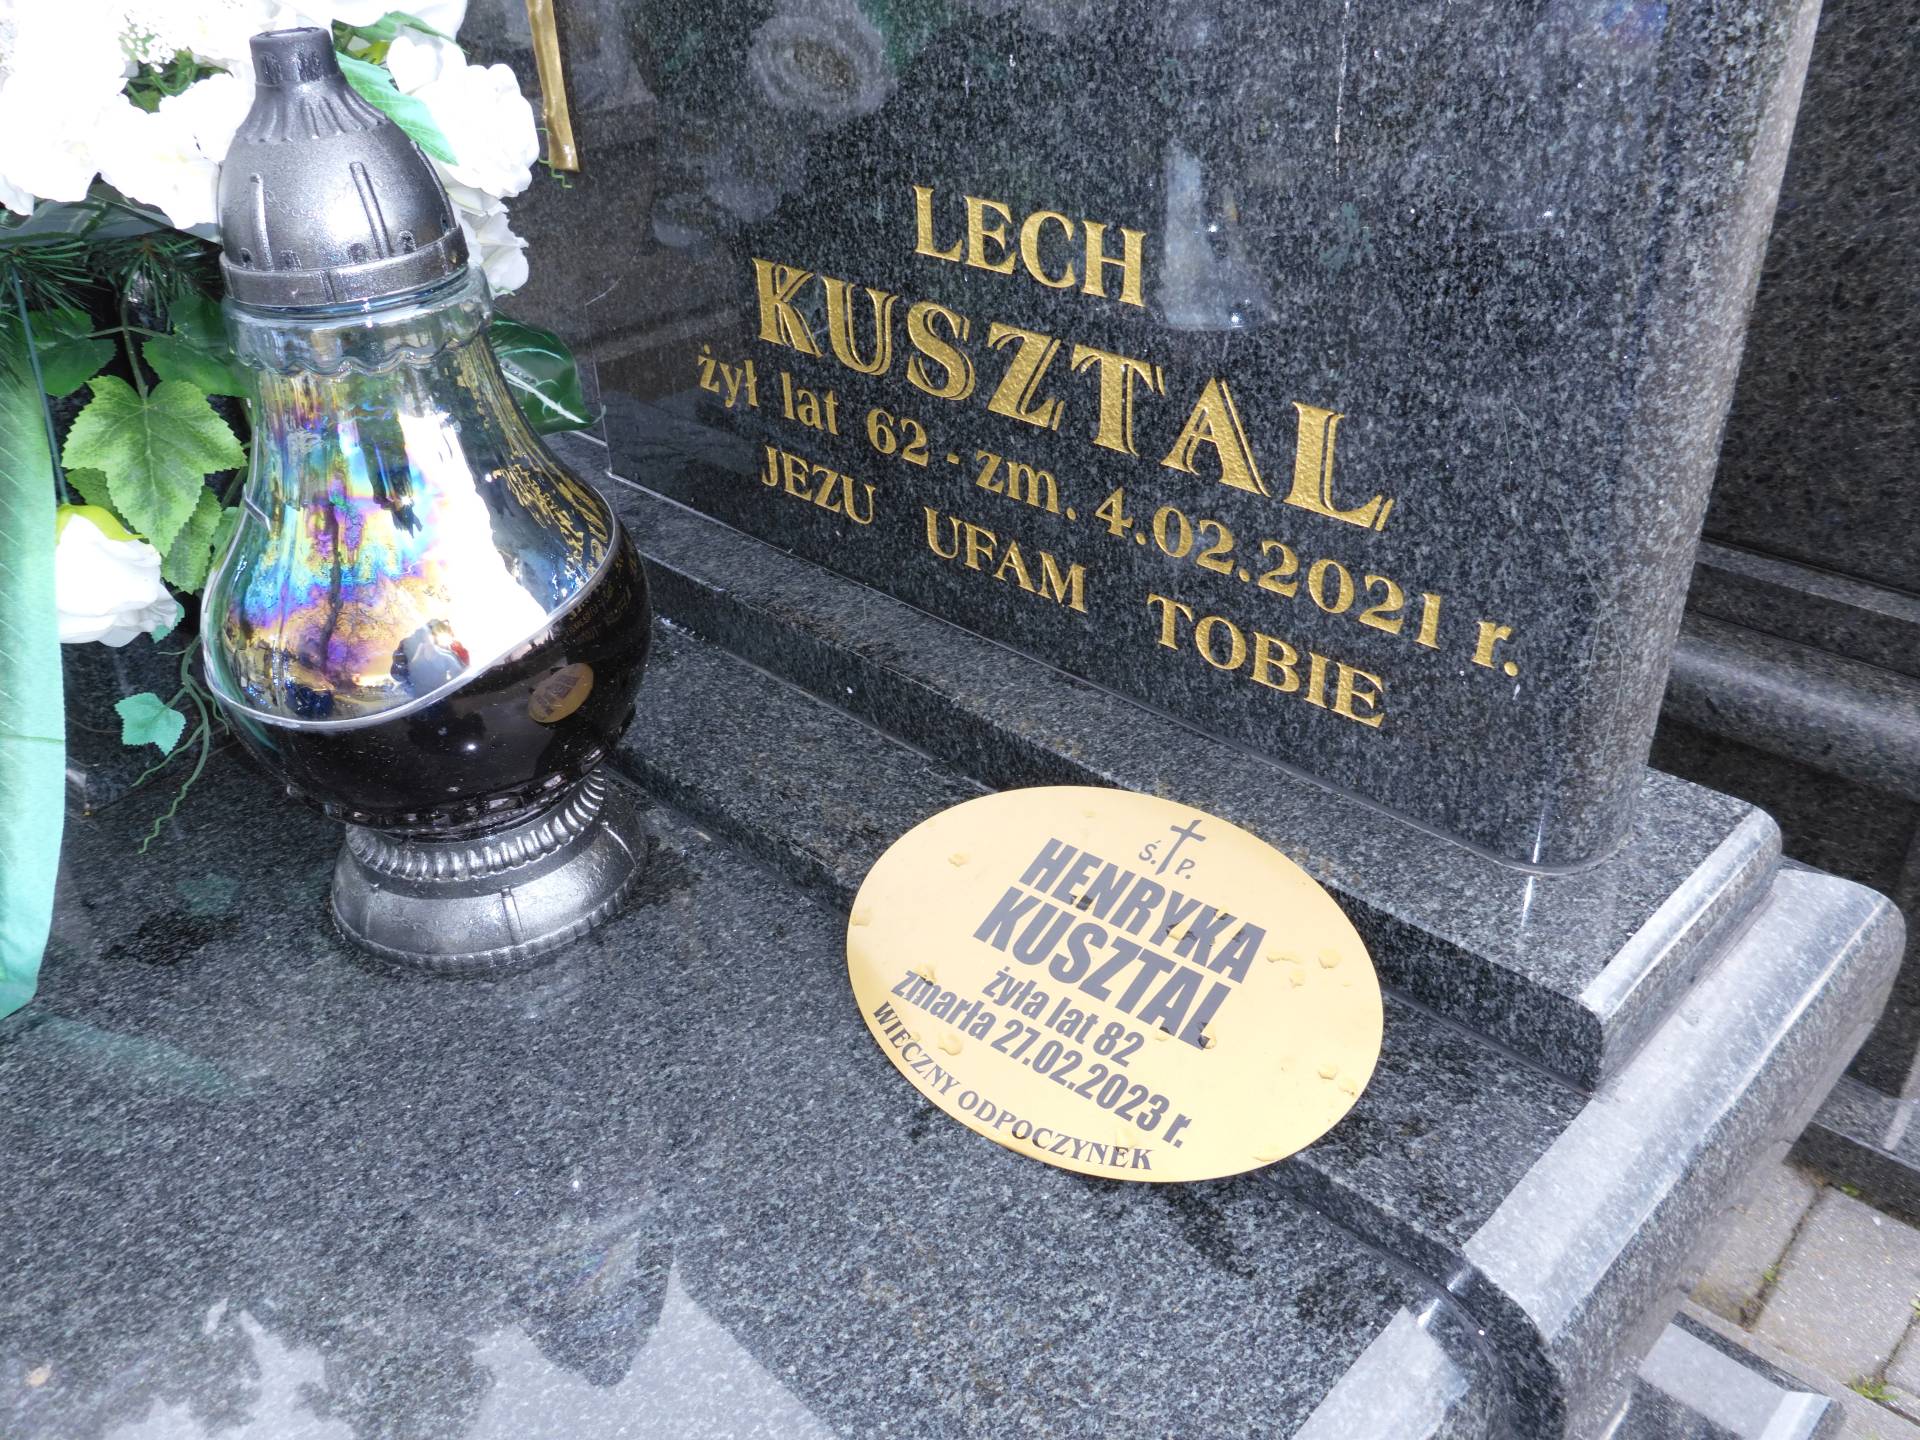 LECH
KUSZTAL
żył lat 62 - zm. 4.02.2021 r.
JEZU UFAM TOBIE
Ś. P.
HENRYKA
KUSZTAL
żyła lat 82
zmarła 27.02.2023 r.
WIECZNY ODPOCZYNEK